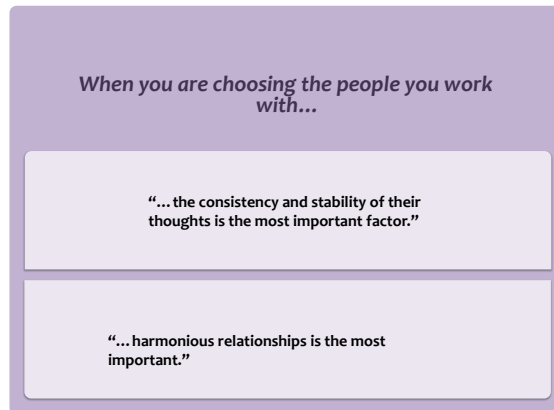 When you are choosing the people you work
with…
“…the consistency and stability of their
thoughts is the most important factor.”
“…harmonious relationships is the most
important.”